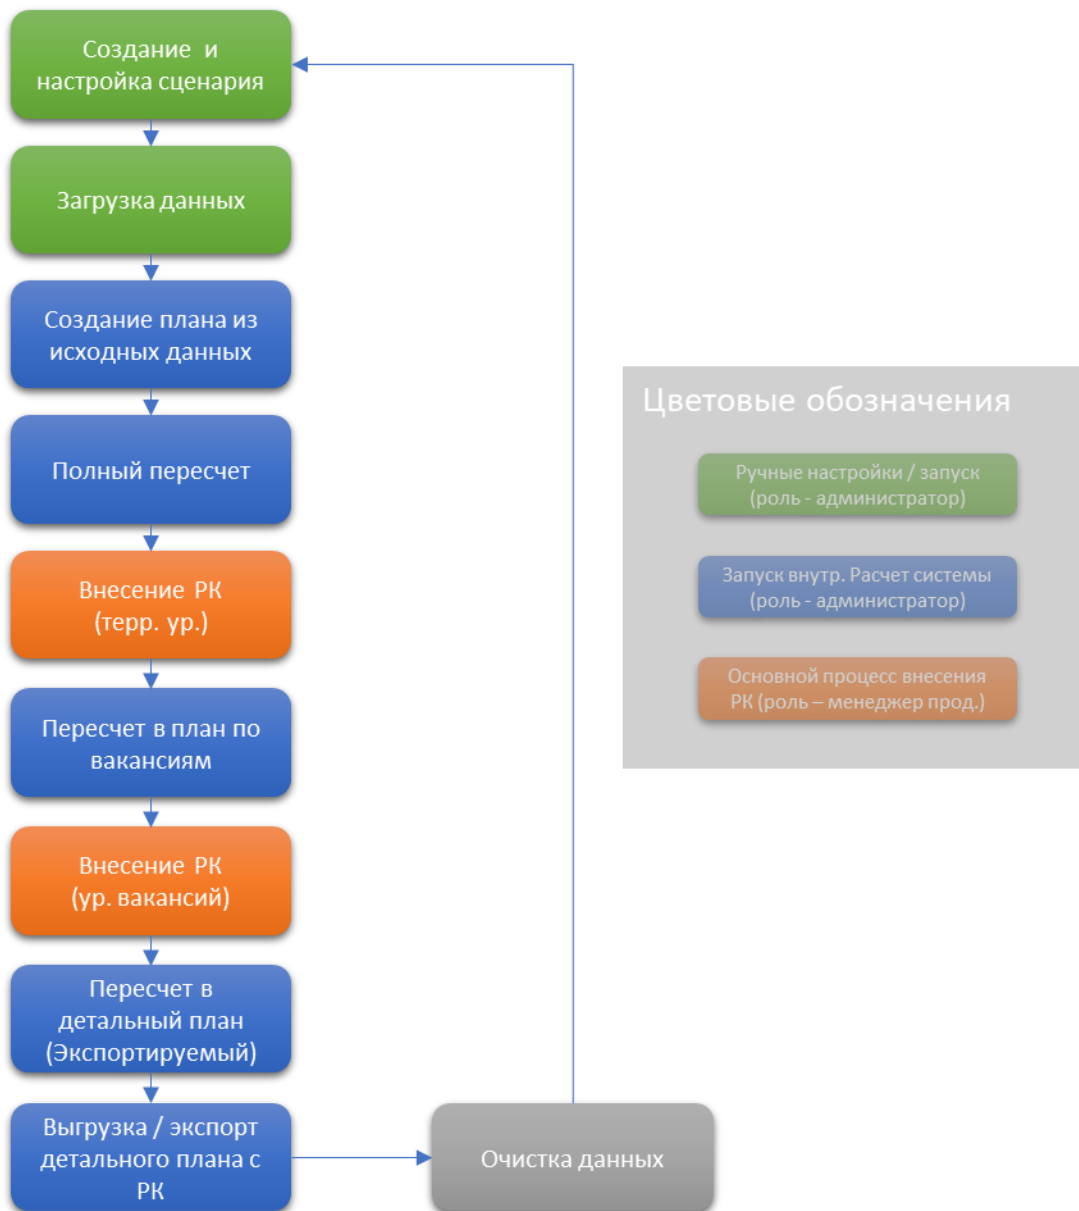 Создание и
настройка сценария
Загрузка данных
Создание плана из
исходных данных
Полный пересчет
Внесение РК
(терр. ур.)
Пересчет в план по
вакансиям
Внесение РК
(ур. вакансий)
Пересчет в
детальный план
(Экспортируемый)
Выгрузка / экспорт
детального плана с
РК
Очистка данных
Цветовые обозначения
Ручные настройки / запуск
(роль - администратор)
Запуск внутр. Расчет системы
(роль - администратор)
Основной процесс внесения
РК (роль – менеджер прод.)